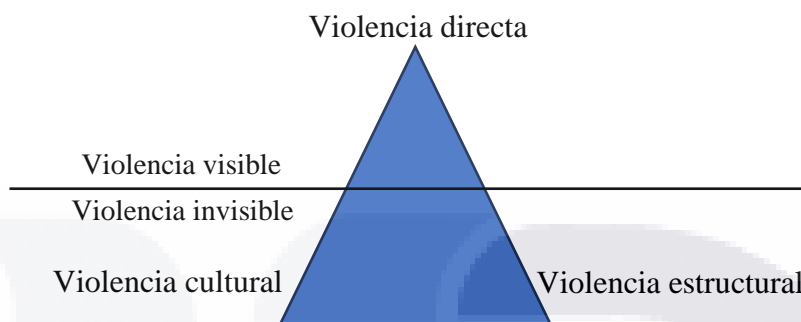 Violencia directa
Violencia visible
Violencia invisible
Violencia cultural
Violencia estructural